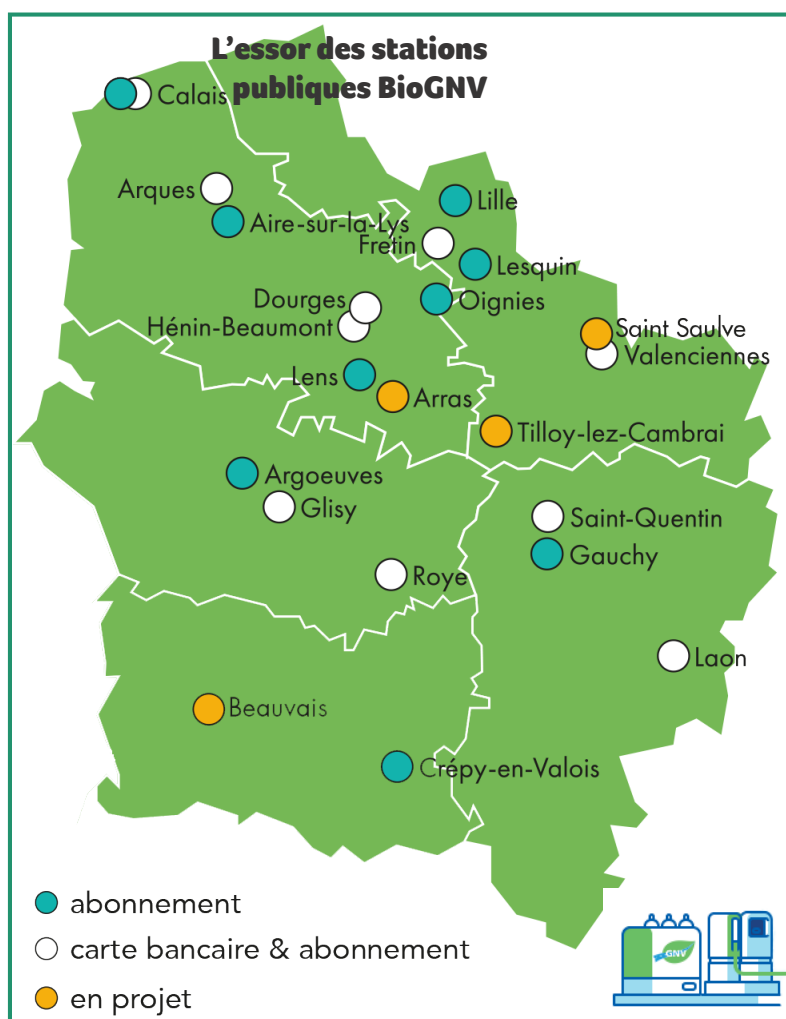 L'essor des stations
publiques BioGNV
Calais
Arques
Lille
Aire-sur-la-Lys
Fretin
Lesquin
Dourges
Oignies
Hénin-Beaumont
Saint Saulve
Valenciennes
Lens
Arras
Tilloy-lez-Cambrai
Argoeuves
Glisy
Saint-Quentin
Gauchy
Roye
Laon
Beauvais
Crépy-en-Valois
abonnement
carte bancaire & abonnement
en projet
GNV